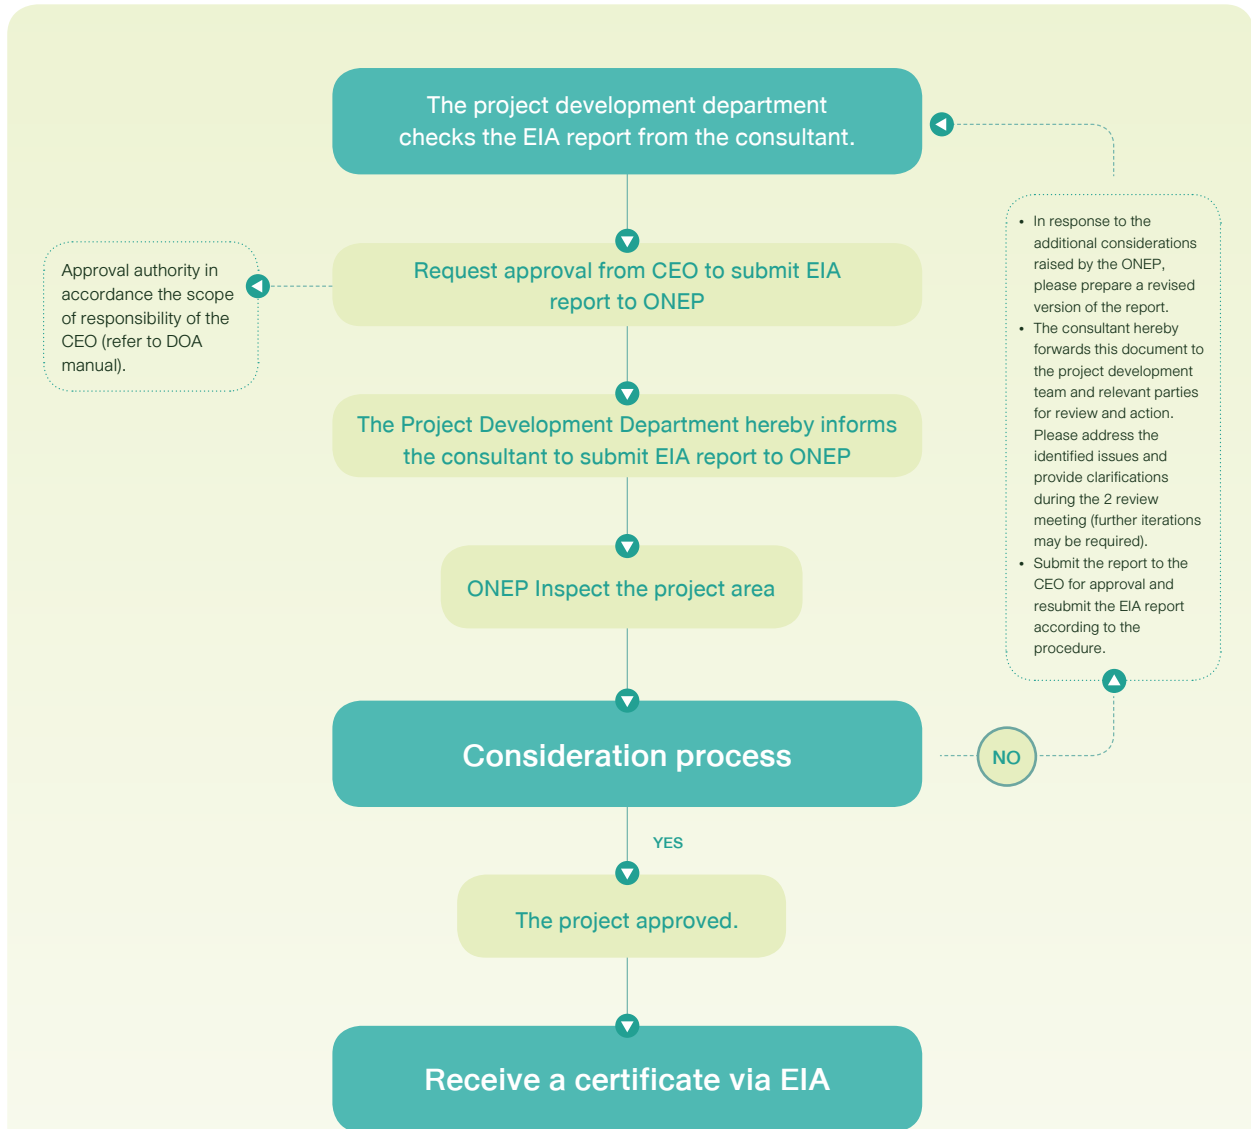 The project development department
checks the EIA report from the consultant.
Request approval from CEO to submit EIA
report to ONEP
Approval authority in
accordance the scope
of responsibility of the
CEO (refer to DOA
manual).
The Project Development Department hereby informs
the consultant to submit EIA report to ONEP
ONEP Inspect the project area
Consideration process
NO
• In response to the
additional considerations
raised by the ONEP,
please prepare a revised
version of the report.
• The consultant hereby
forwards this document to
the project development
team and relevant parties
for review and action.
Please address the
identified issues and
provide clarifications
during the 2 review
meeting (further iterations
may be required).
• Submit the report to the
CEO for approval and
resubmit the EIA report
according to the
procedure.
YES
The project approved.
Receive a certificate via EIA